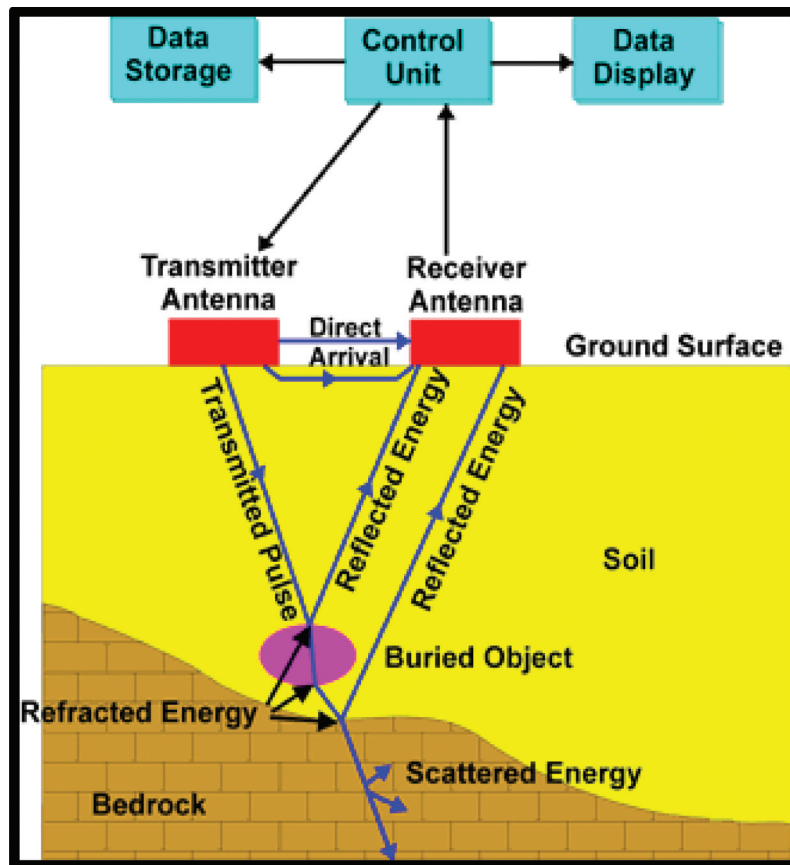 Data
Storage
Control
Unit
Data
Display
Transmitter
Antenna
Receiver
Antenna
Direct
Arrival
Ground Surface
Transmitted Pulse
Reflected Energy
Reflected Energy
Soil
Buried Object
Refracted Energy
Scattered Energy
Bedrock